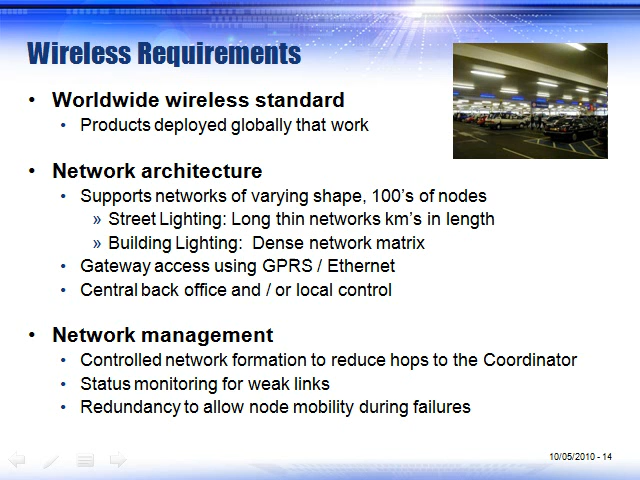 Wireless Requirements
• Worldwide wireless standard
• Products deployed globally that work
• Network architecture
• Supports networks of varying shape, 100's of nodes
» Street Lighting: Long thin networks km's in length
» Building Lighting: Dense network matrix
• Gateway access using GPRS / Ethernet
• Central back office and / or local control
• Network management
• Controlled network formation to reduce hops to the Coordinator
• Status monitoring for weak links
• Redundancy to allow node mobility during failures
10/05/2010 - 14